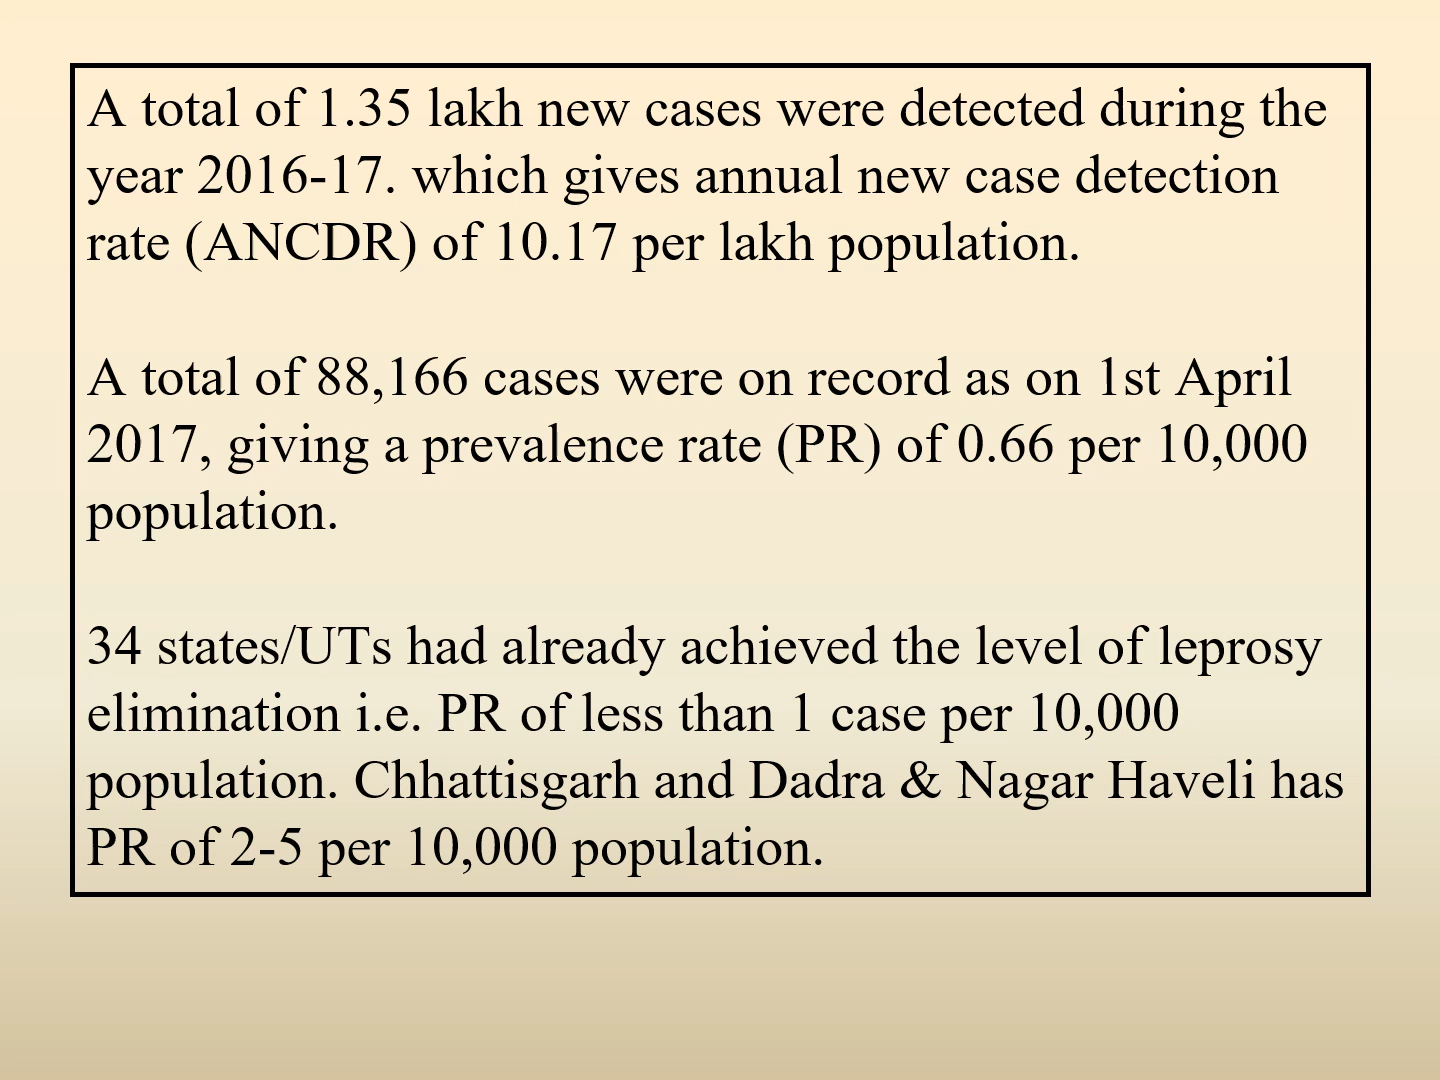 A total of 1.35 lakh new cases were detected during the
year 2016-17. which gives annual new case detection
rate (ANCDR) of 10.17 per lakh population.
A total of 88,166 cases were on record as on 1st April
2017, giving a prevalence rate (PR) of 0.66 per 10,000
population.
34 states/UTs had already achieved the level of leprosy
elimination i.e. PR of less than 1 case per 10,000
population. Chhattisgarh and Dadra & Nagar Haveli has
PR of 2-5 per 10,000 population.